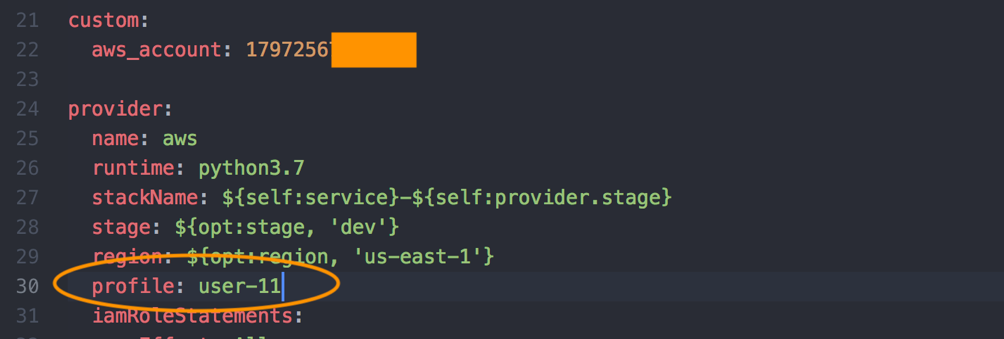 21 custom:
22 aws_account: 1797256
23
24 provider:
25 name: aws
26 runtime: python3.7
27 stackName: ${self:service}-${self:provider.stage}
28 stage: ${opt:stage, 'dev'}
29 region: ${opt:region, 'us-east-1'}
30 profile: user-11
31 iamRoleStatements: